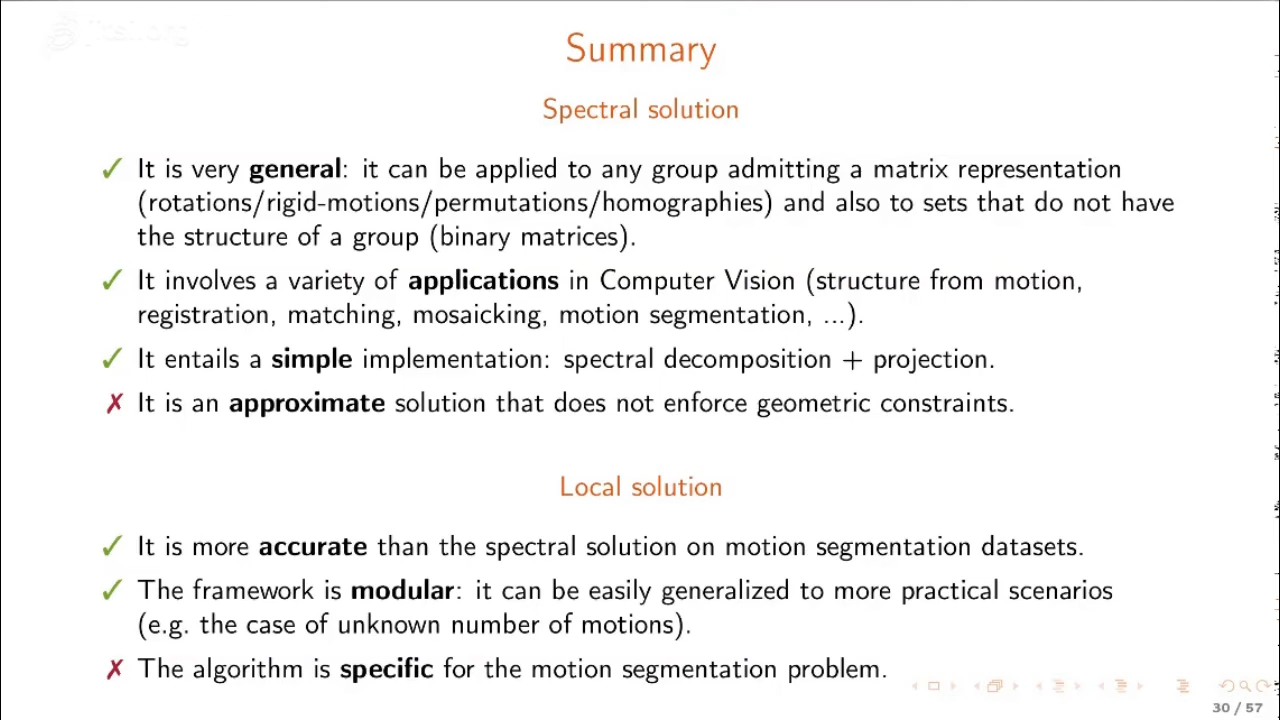 Summary
Spectral solution
✓ It is very general: it can be applied to any group admitting a matrix representation
(rotations/rigid-motions/permutations/homographies) and also to sets that do not have
the structure of a group (binary matrices).
✓ It involves a variety of applications in Computer Vision (structure from motion,
registration, matching, mosaicking, motion segmentation, ...).
✓ It entails a simple implementation: spectral decomposition + projection.
✗ It is an approximate solution that does not enforce geometric constraints.
Local solution
✓ It is more accurate than the spectral solution on motion segmentation datasets.
✓ The framework is modular: it can be easily generalized to more practical scenarios
(e.g. the case of unknown number of motions).
✗ The algorithm is specific for the motion segmentation problem.
30 / 57